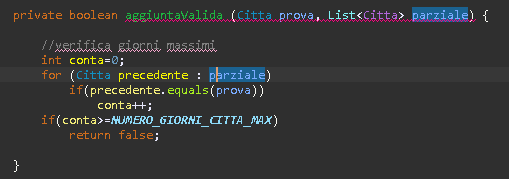 private boolean aggiuntaValida (Citta prova, List<Citta> parziale) {
//verifica giorni massimi
int conta=0;
for (Citta precedente : parziale)
if(precedente.equals(prova))
conta++;
if(conta>=NUMERO_GIORNI_CITTA_MAX)
return false;
}